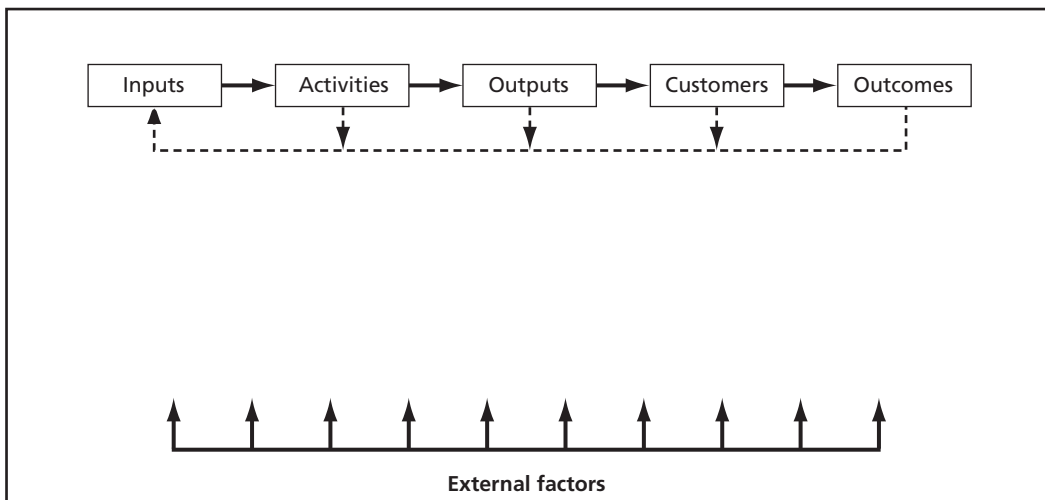 Inputs
Activities
Outputs
Customers
Outcomes
External factors